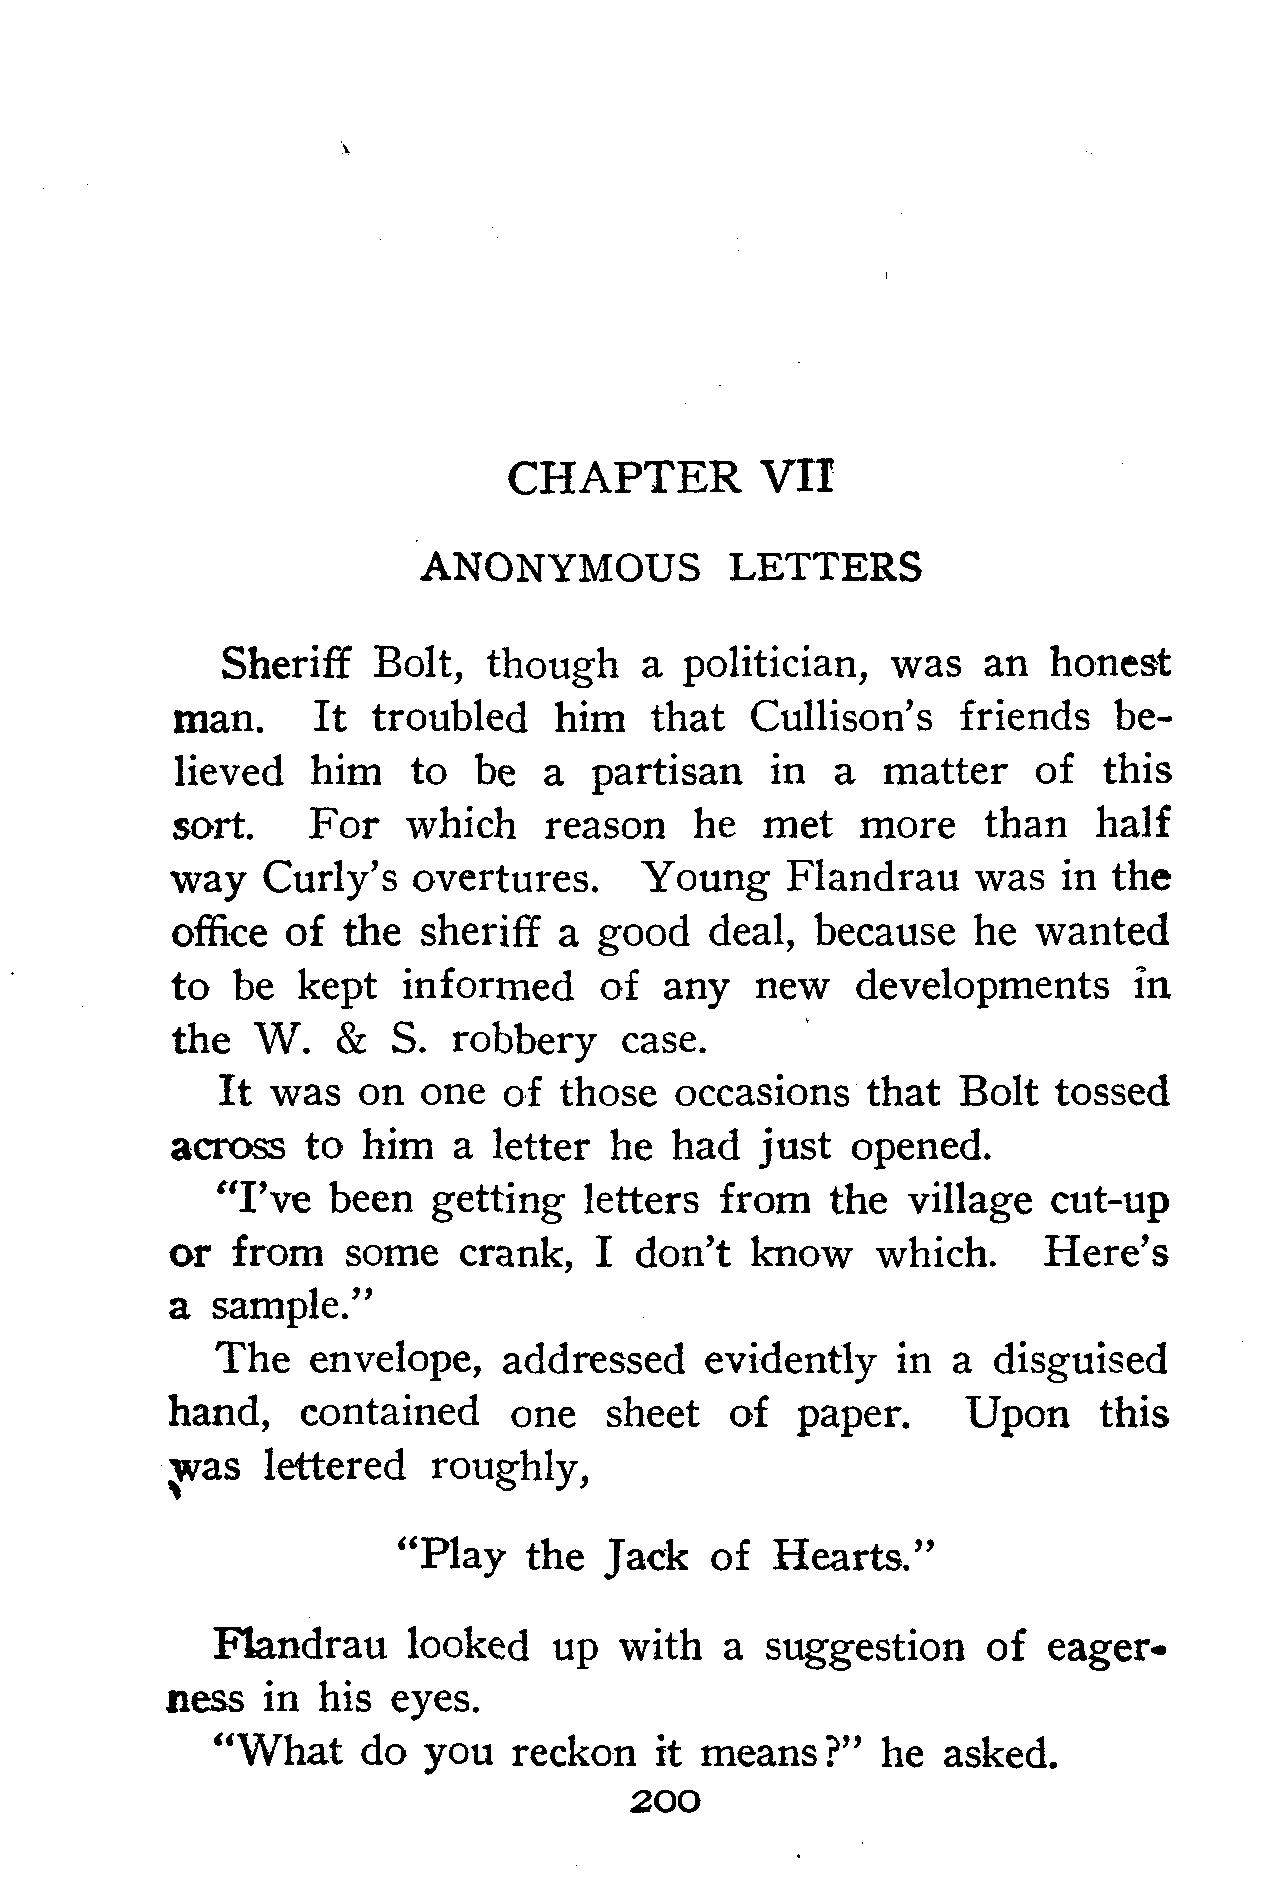 CHAPTER VII
ANONYMOUS LETTERS
Sheriff Bolt, though a politician, was an honest
man. It troubled him that Cullison's friends be-
lieved him to be a partisan in a matter of this
sort. For which reason he met more than half
way Curly's overtures. Young Flandrau was in the
office of the sheriff a good deal, because he wanted
to be kept informed of any new developments in
the W. & S. robbery case.
It was on one of those occasions that Bolt tossed
across to him a letter he had just opened.
"I've been getting letters from the village cut-up
or from some crank, I don't know which. Here's
a sample."
The envelope, addressed evidently in a disguised
hand, contained one sheet of paper. Upon this
was lettered roughly,
"Play the Jack of Hearts."
Flandrau looked up with a suggestion of eager-
ness in his eyes.
"What do you reckon it means?" he asked.
200